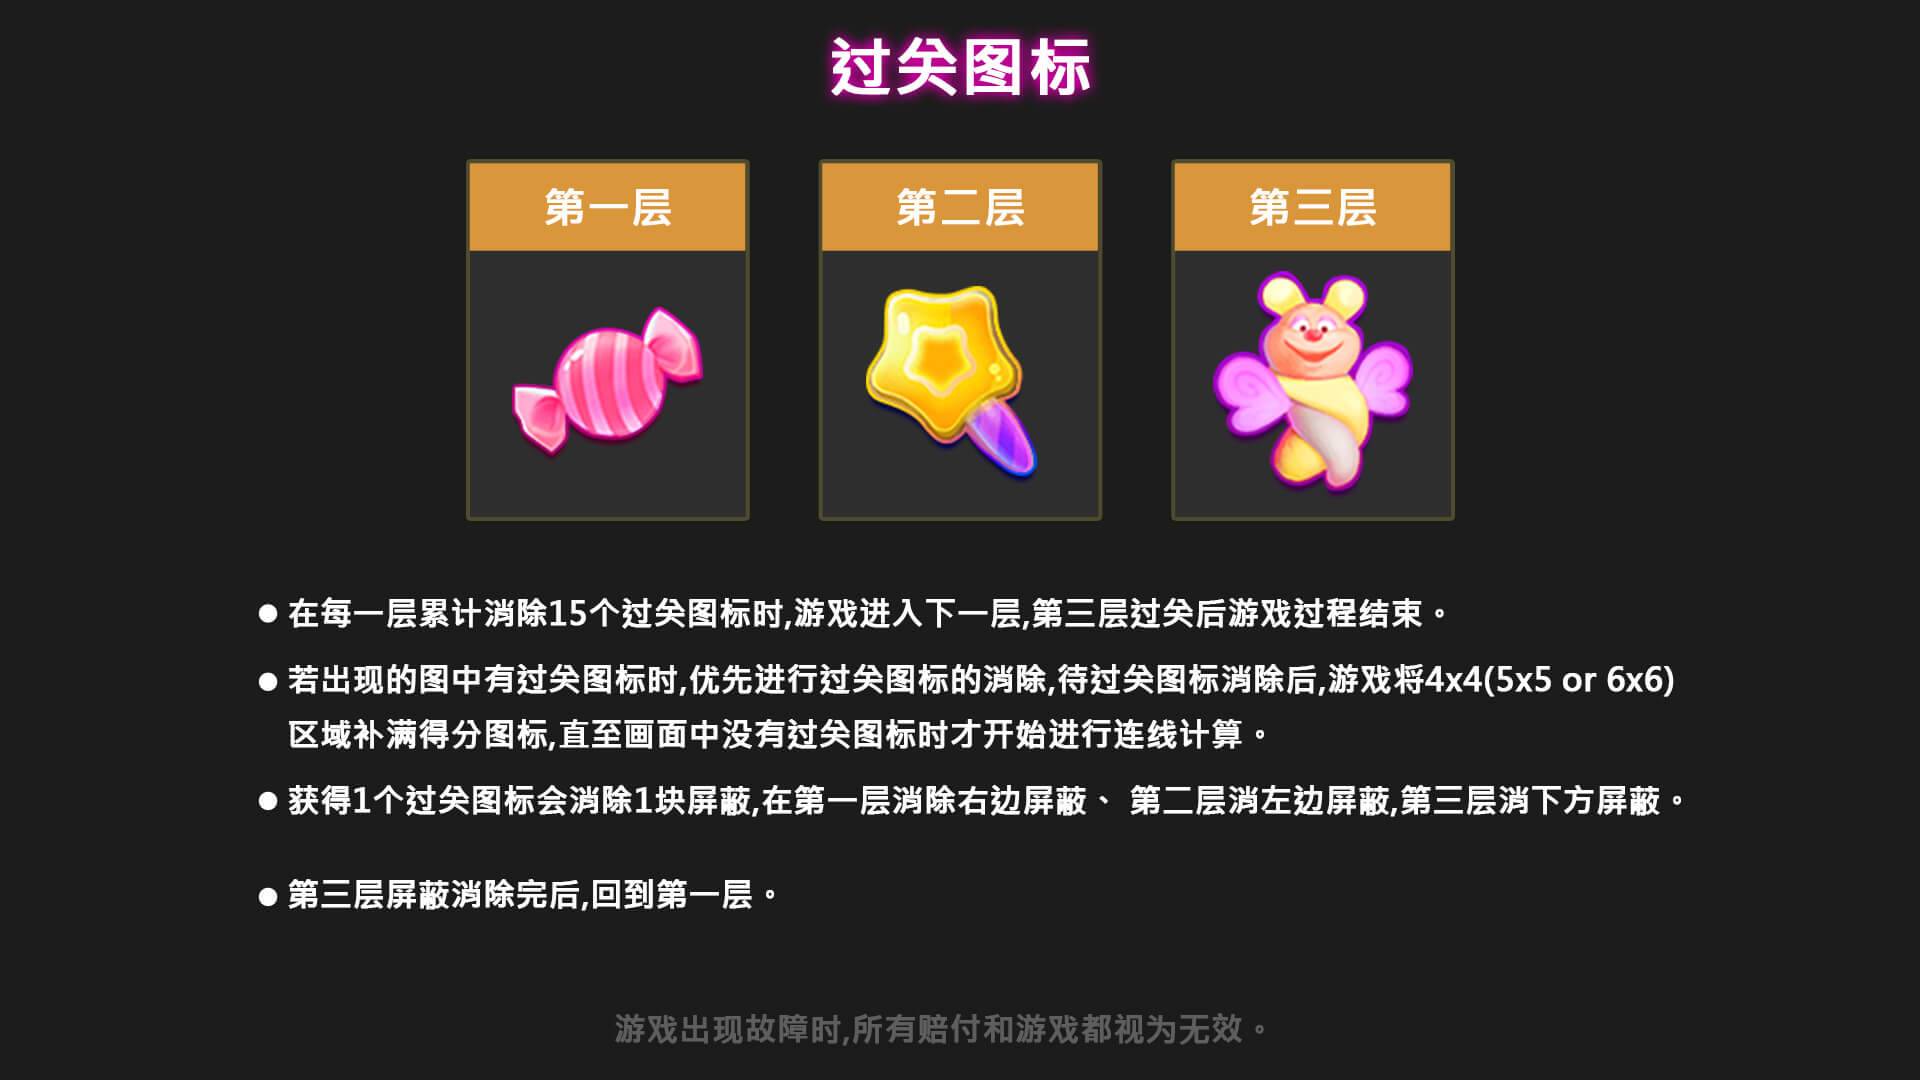 过关图标
第一层
第二层
第三层
● 在每一层累计消除15个过关图标时,游戏进入下一层,第三层过关后游戏过程结束。
● 若出现的图中有过关图标时,优先进行过关图标的消除,待过关图标消除后,游戏将4x4(5x5 or 6x6)
区域补满得分图标,直至画面中没有过关图标时才开始进行连线计算。
● 获得1个过关图标会消除1块屏蔽,在第一层消除右边屏蔽、 第二层消左边屏蔽,第三层消下方屏蔽。
● 第三层屏蔽消除完后,回到第一层。
游戏出现故障时,所有赔付和游戏都视为无效。